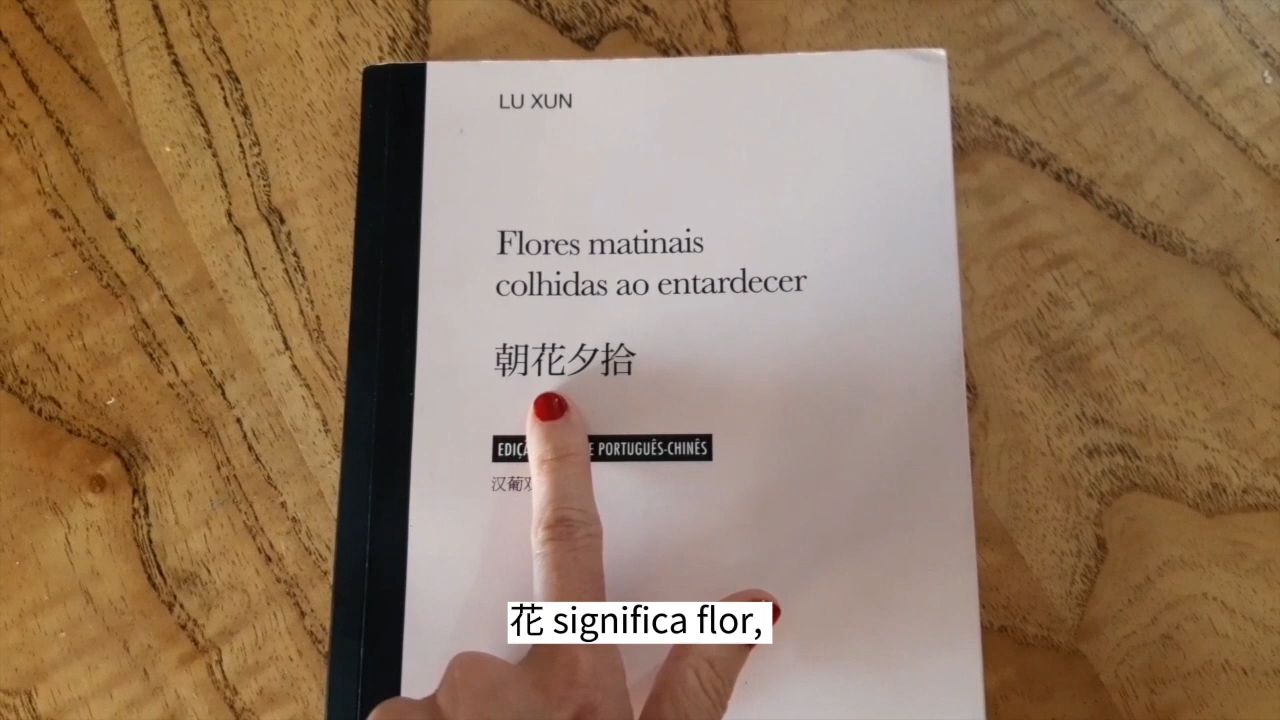 LU XUN
Flores matinais
colhidas ao entardecer
朝花夕拾
PORTUGUÊS-CHINÊS
汉葡
花 significa flor,